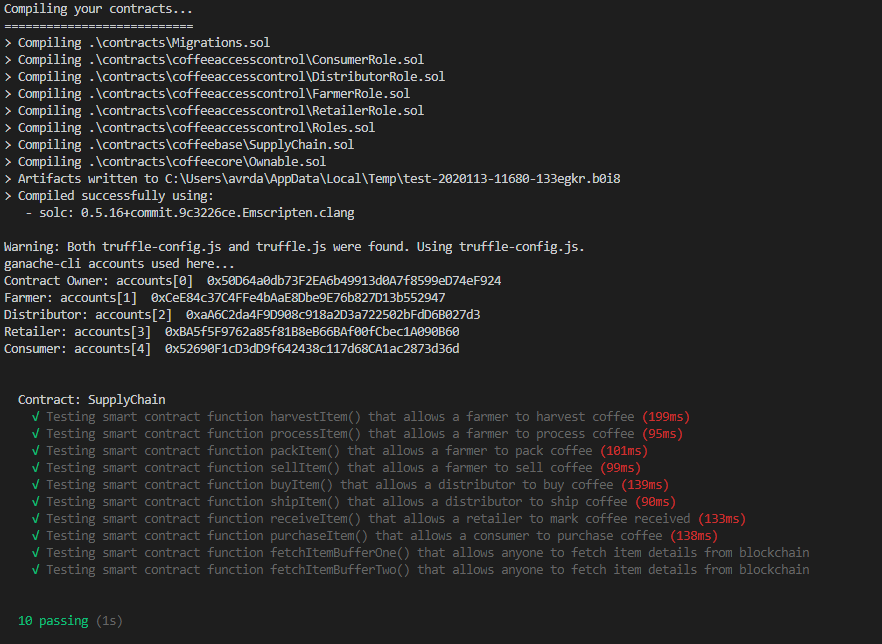 Compiling your contracts...
===========================
> Compiling .\contracts\Migrations.sol
> Compiling .\contracts\coffeeaccesscontrol\ConsumerRole.sol
> Compiling .\contracts\coffeeaccesscontrol\DistributorRole.sol
> Compiling .\contracts\coffeeaccesscontrol\FarmerRole.sol
> Compiling .\contracts\coffeeaccesscontrol\RetailerRole.sol
> Compiling .\contracts\coffeeaccesscontrol\Roles.sol
> Compiling .\contracts\coffeebase\SupplyChain.sol
> Compiling .\contracts\coffeecore\Ownable.sol
> Artifacts written to C:\Users\avrda\AppData\Local\Temp\test-2020113-11680-133egkr.b0i8
> Compiled successfully using:
   - solc: 0.5.16+commit.9c3226ce.Emscripten.clang
Warning: Both truffle-config.js and truffle.js were found. Using truffle-config.js.
ganache-cli accounts used here...
Contract Owner: accounts[0]  0x50D64a0db73F2EA6b49913d0A7f8599eD74eF924
Farmer: accounts[1]  0xCeE84c37C4FFe4bAaE8Dbe9E76b827D13b552947
Distributor: accounts[2]  0xaA6C2da4F9D908c918a2D3a722502bFdD6B027d3
Retailer: accounts[3]  0xBA5f5F9762a85f81B8eB66BAf00fCbec1A090B60
Consumer: accounts[4]  0x52690F1cD3dD9f642438c117d68CA1ac2873d36d
Contract: SupplyChain
√ Testing smart contract function harvestItem() that allows a farmer to harvest coffee (199ms)
√ Testing smart contract function processItem() that allows a farmer to process coffee (95ms)
√ Testing smart contract function packItem() that allows a farmer to pack coffee (101ms)
√ Testing smart contract function sellItem() that allows a farmer to sell coffee (99ms)
√ Testing smart contract function buyItem() that allows a distributor to buy coffee (139ms)
√ Testing smart contract function shipItem() that allows a distributor to ship coffee (90ms)
√ Testing smart contract function receiveItem() that allows a retailer to mark coffee received (133ms)
√ Testing smart contract function purchaseItem() that allows a consumer to purchase coffee (138ms)
√ Testing smart contract function fetchItemBufferOne() that allows anyone to fetch item details from blockchain
√ Testing smart contract function fetchItemBufferTwo() that allows anyone to fetch item details from blockchain
10 passing (1s)